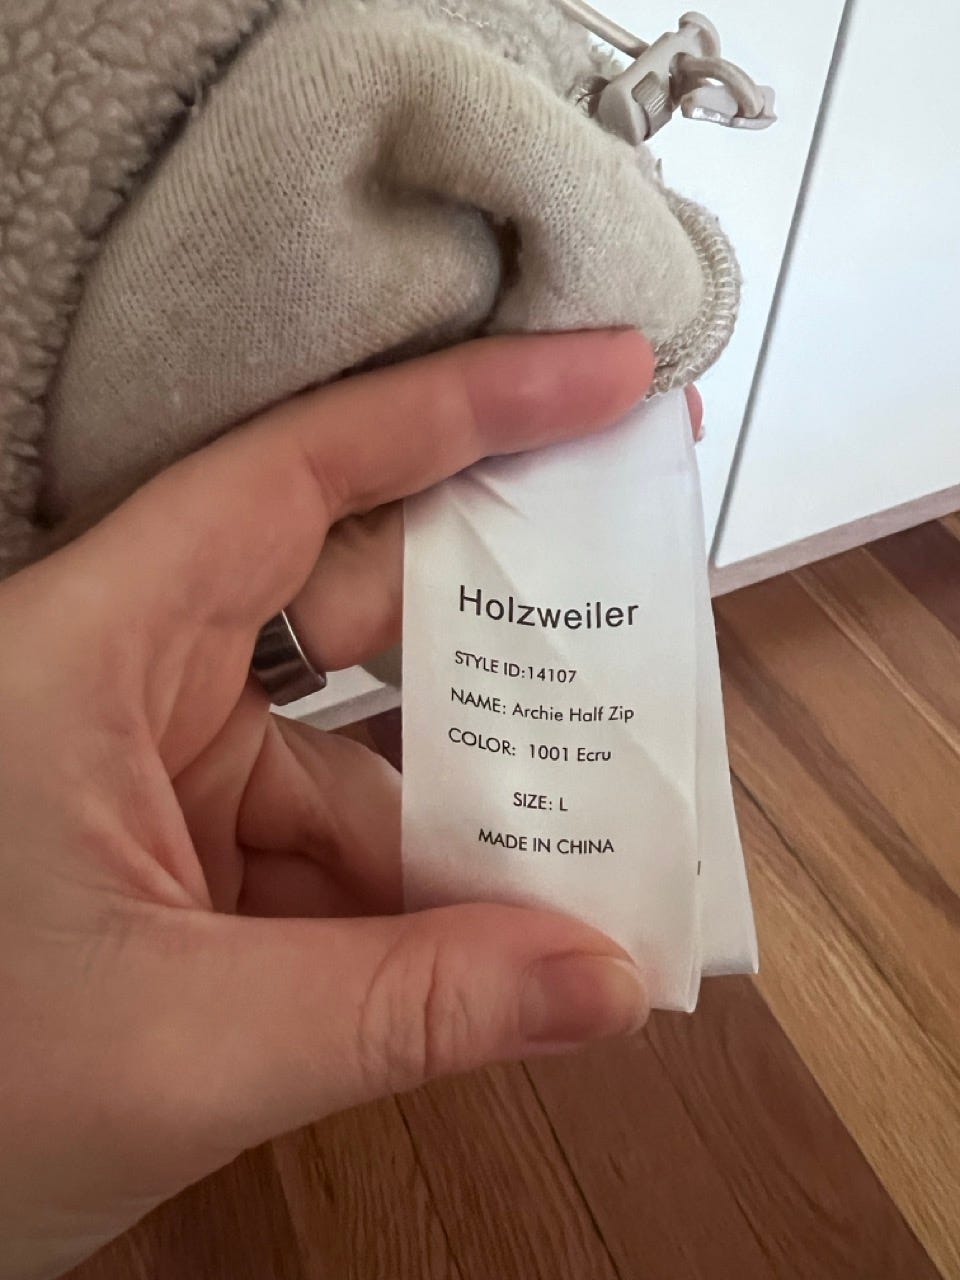 Holzweiler
STYLE ID:14107
NAME: Archie Half Zip
COLOR: 1001 Ecru
SIZE: L
MADE IN CHINA